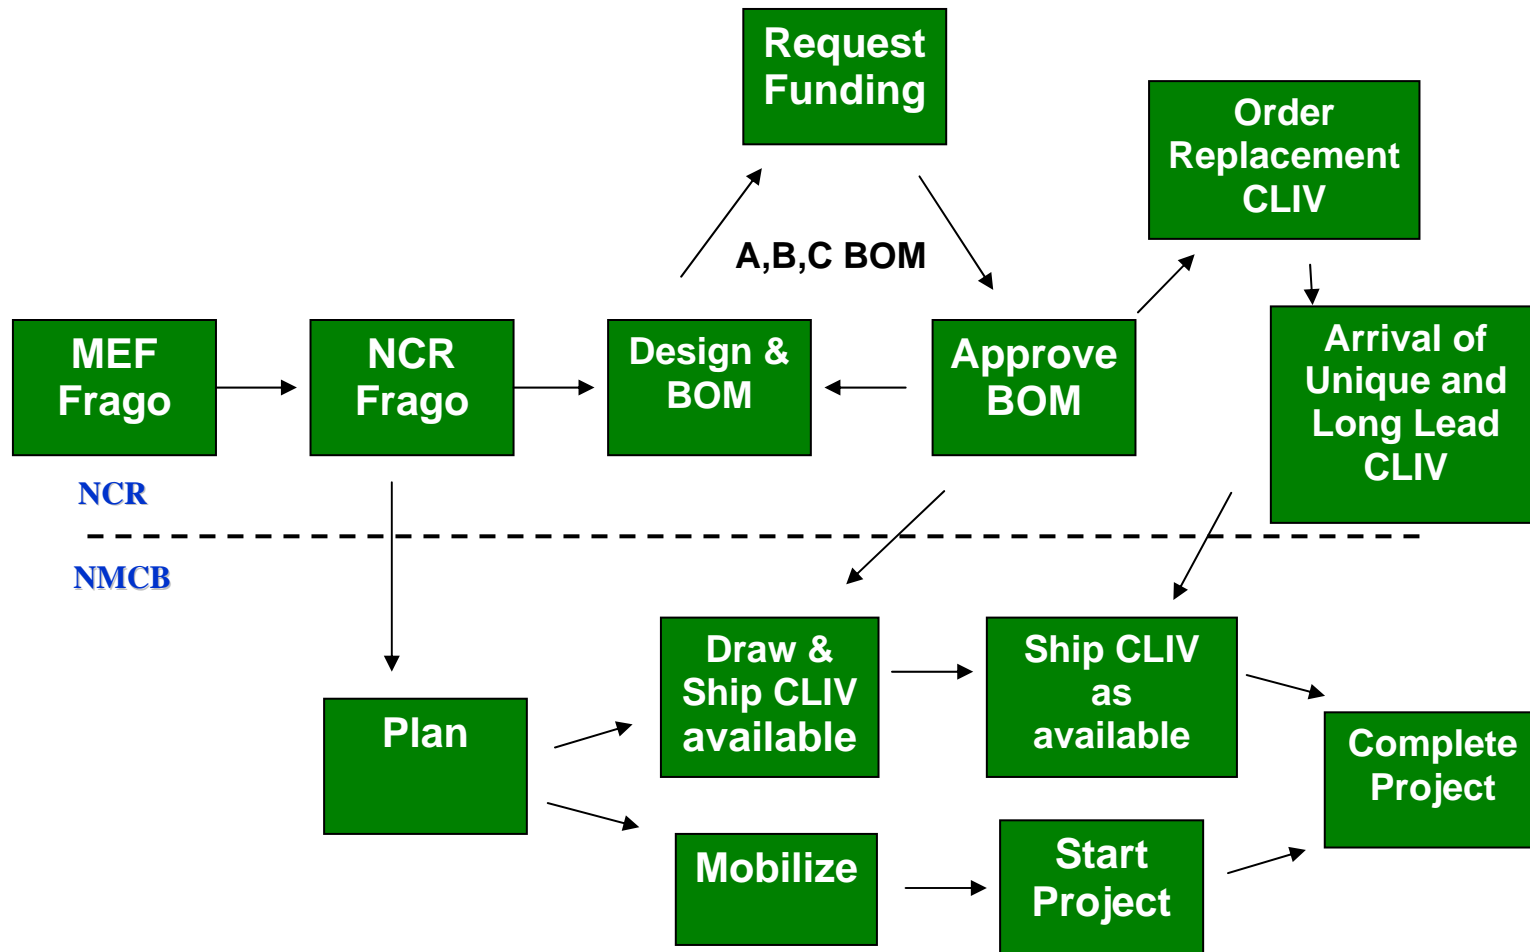 Request
Funding
Order
Replacement
CLIV
A,B,C BOM
MEF
Frago
NCR
Frago
Design &
BOM
Approve
BOM
Arrival of
Unique and
Long Lead
CLIV
NCR
NMCB
Plan
Draw &
Ship CLIV
available
Ship CLIV
as
available
Complete
Project
Mobilize
Start
Project